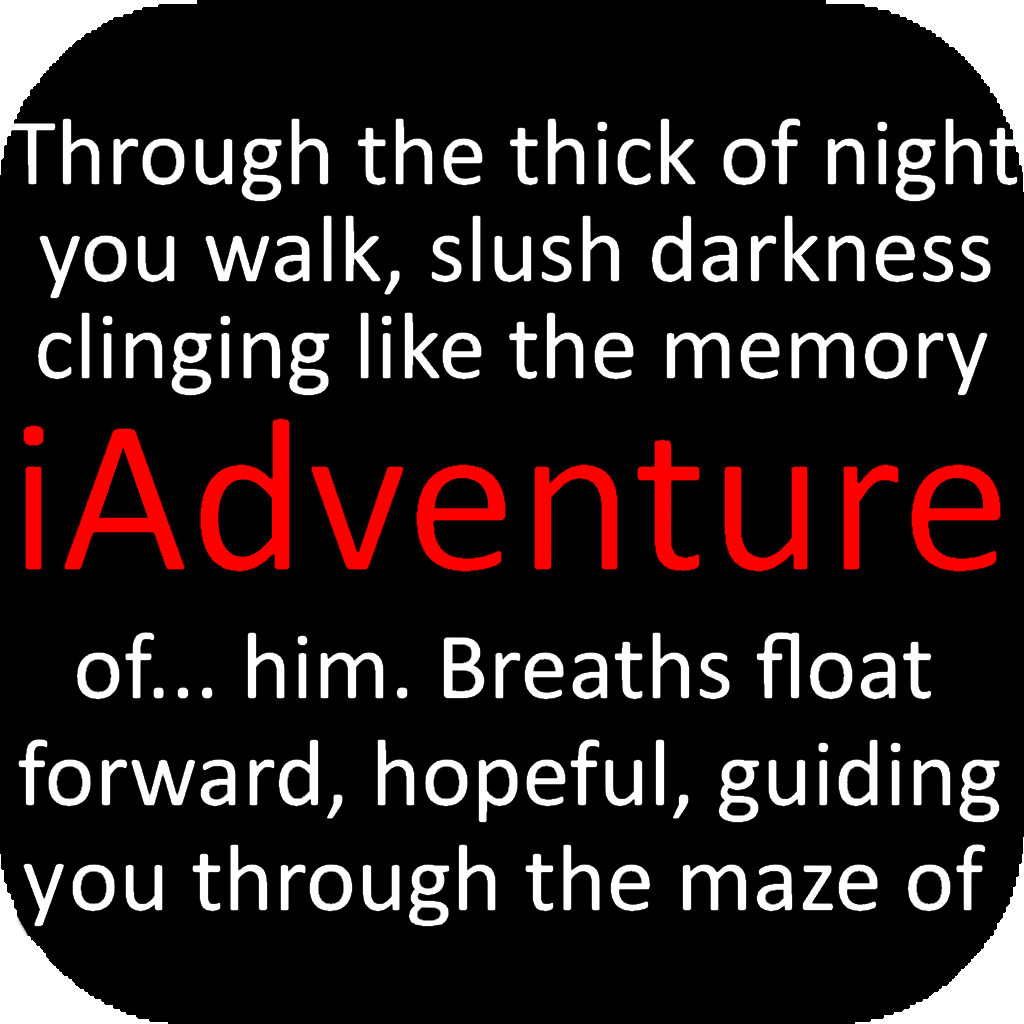 Through the thick of night
you walk, slush darkness
clinging like the memory
iAdventure
of... him. Breaths float
forward, hopeful, guiding
you through the maze of